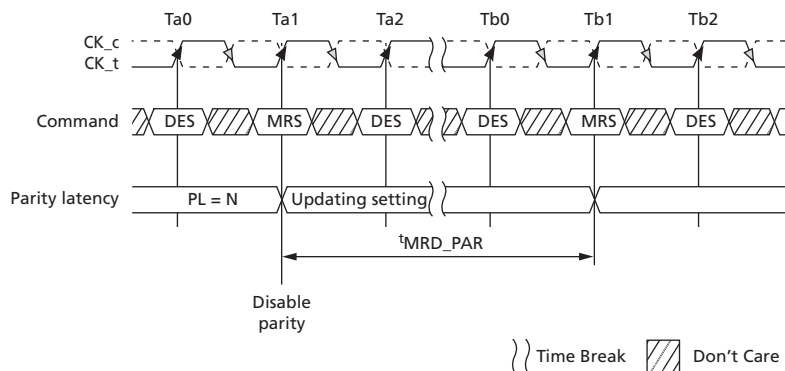 Ta0 Ta1 Ta2 Tb0 Tb1 Tb2
CK_c
CK_t
Command DES MRS DES DES MRS DES
Parity latency PL = N Updating setting
tMRD_PAR
Disable
parity
Time Break Don't Care